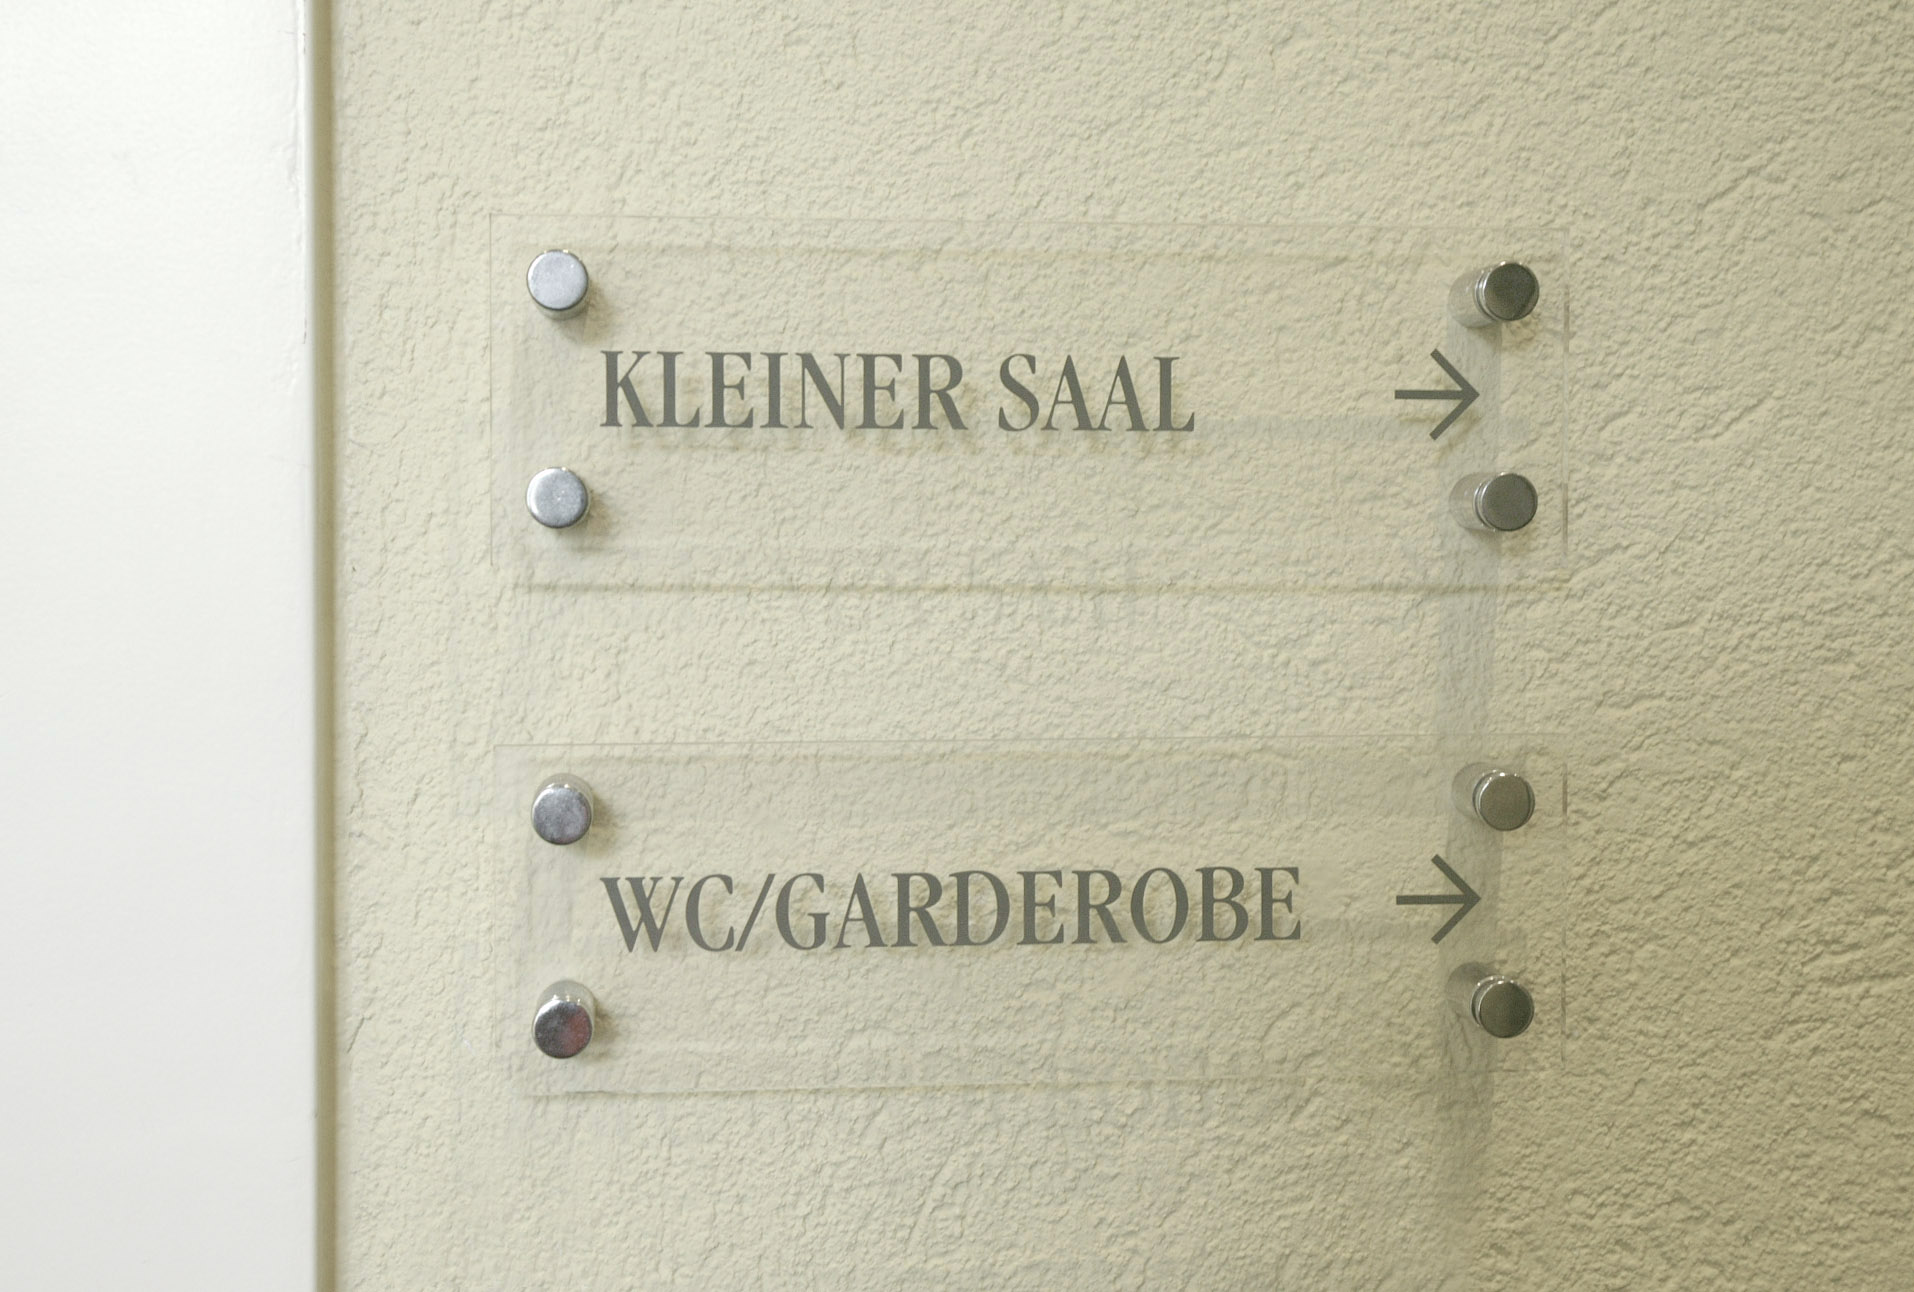 KLEINER SAAL →
WC/GARDEROBE →